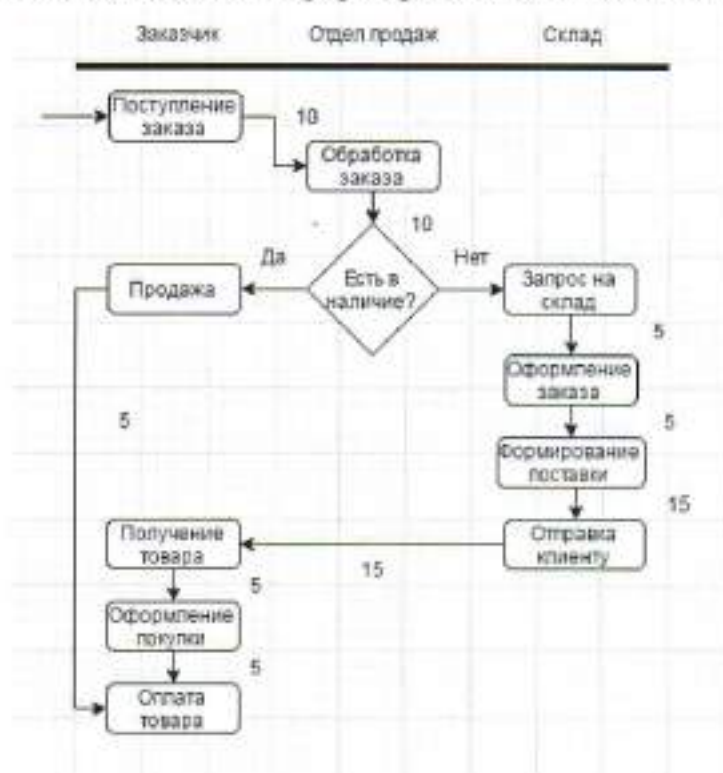 Заказчик Отдел продаж Склад
Поступление
заказа
10
Обработка
заказа
10
Да
Нет
Продажа
Есть в
наличие?
Запрос на
склад
5
Оформление
заказа
5
5
Формирование
поставки
15
Получение
товара
Отправка
клиенту
15
5
Оформление
покупки
5
Оплата
товара